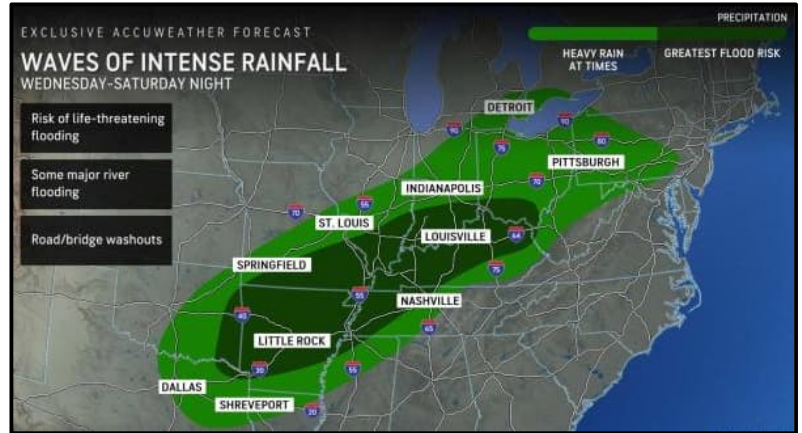 EXCLUSIVE ACCUWEATHER FORECAST
WAVES OF INTENSE RAINFALL
WEDNESDAY-SATURDAY NIGHT
PRECIPITATION
HEAVY RAIN
AT TIMES
GREATEST FLOOD RISK
Risk of life-threatening
flooding
Some major river
flooding
Road/bridge washouts
DETROIT
90
90
75
80
PITTSBURGH
70
INDIANAPOLIS
55
70
ST. LOUIS
LOUISVILLE
64
SPRINGFIELD
75
55
NASHVILLE
40
65
LITTLE ROCK
30
55
DALLAS
SHREVEPORT
20